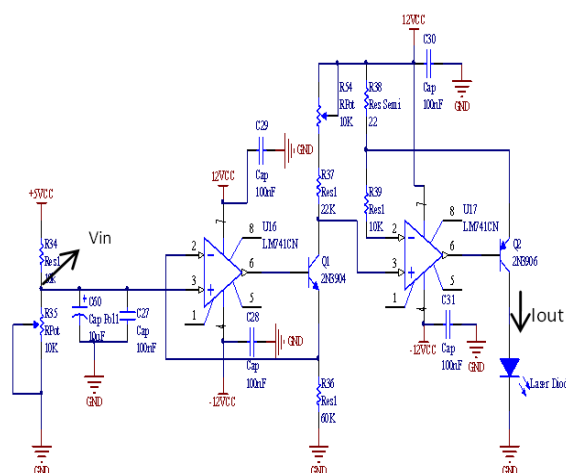 12VCC
C30
Cap
100nF
GND
R54
RPot
10K
R38
Res Semi
22
C29
Cap
100nF
GND
12VCC
+5VCC
Vin
R34
Res1
10K
R37
Res1
22K
R39
Res1
10K
7
8
U16
LM741CN
2
3
6
5
1
4
Q1
2N3904
7
8
U17
LM741CN
2
3
6
5
1
4
Q2
2N3906
R35
RPot
10K
C60
Cap Pol1
10uF
C27
Cap
100nF
GND
C28
Cap
100nF
GND
-12VCC
C31
Cap
100nF
GND
-12VCC
Iout
R36
Res1
60K
Laser Diod
GND
GND
GND